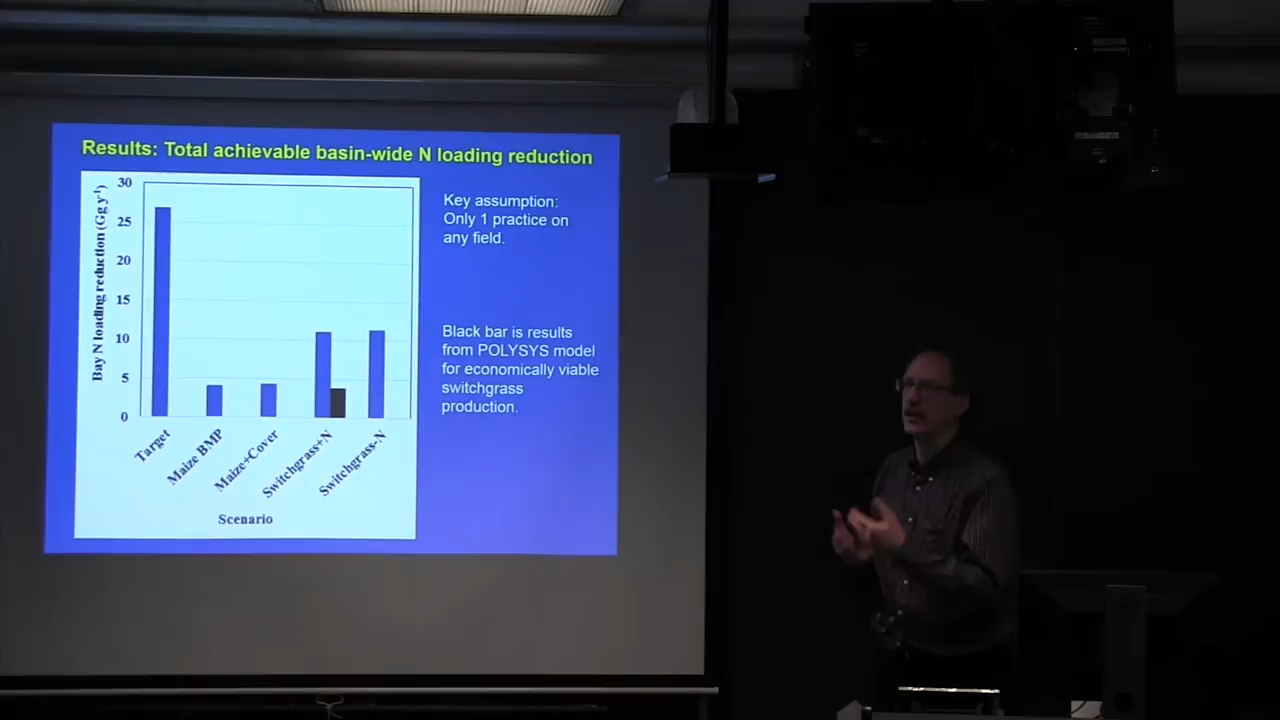 Results: Total achievable basin-wide N loading reduction
Bay N loading reduction (Gg y-1)
30
25
20
15
10
5
0
Target
Maize BMP
Maize+Cover
Switchgrass+N
Switchgrass-N
Scenario
Key assumption:
Only 1 practice on
any field.
Black bar is results
from POLYSYS model
for economically viable
switchgrass
production.